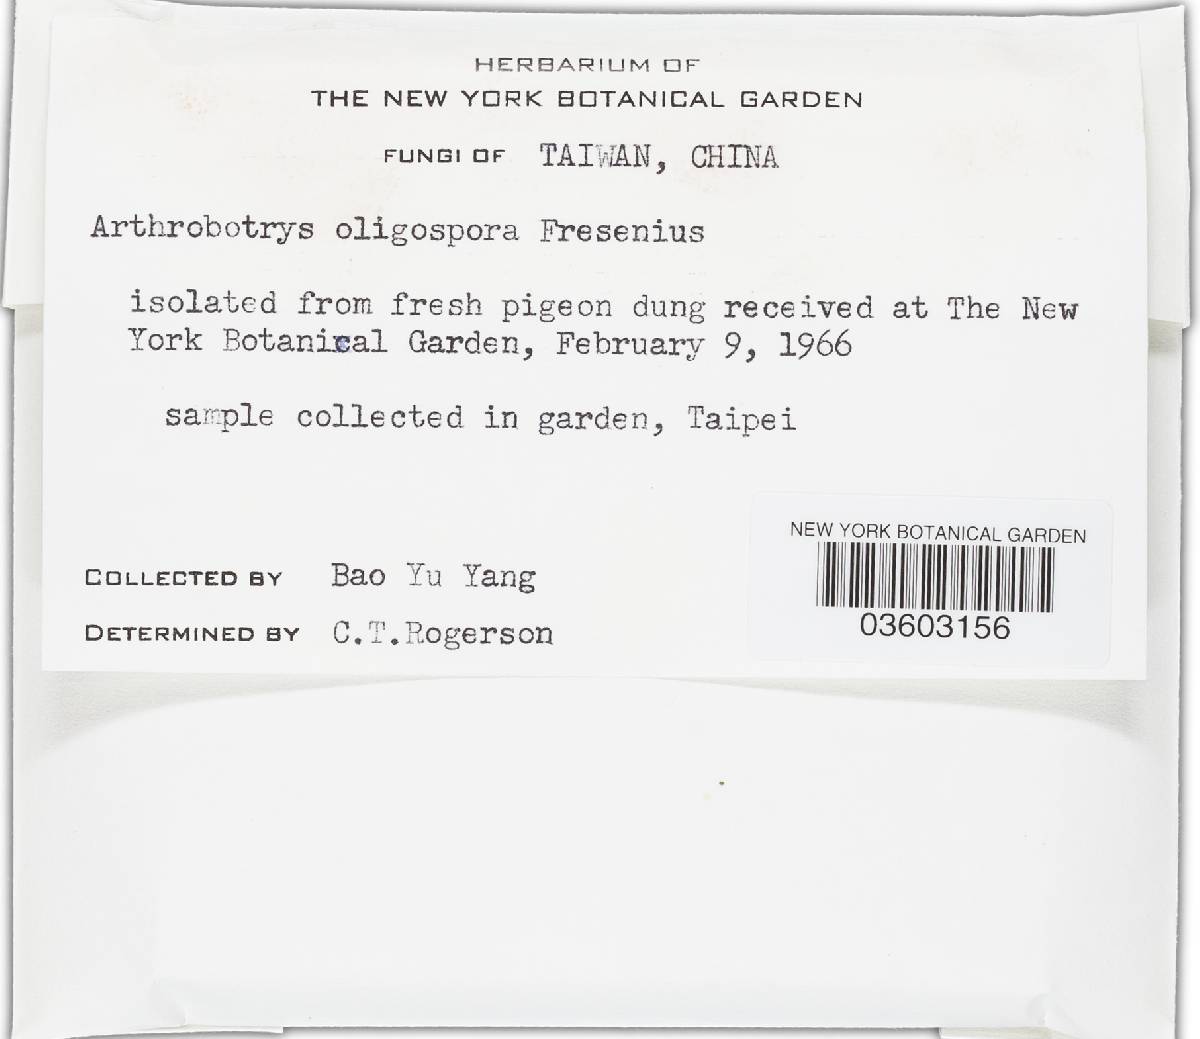 HERBARIUM OF
THE NEW YORK BOTANICAL GARDEN
FUNGI OF TAIWAN, CHINA
Arthrobotrys oligospora Fresenius
isolated from fresh pigeon dung received at The New
York Botanical Garden, February 9, 1966
sample collected in garden, Taipei
NEW YORK BOTANICAL GARDEN
03603156
COLLECTED BY Bao Yu Yang
DETERMINED BY C.T.Rogerson